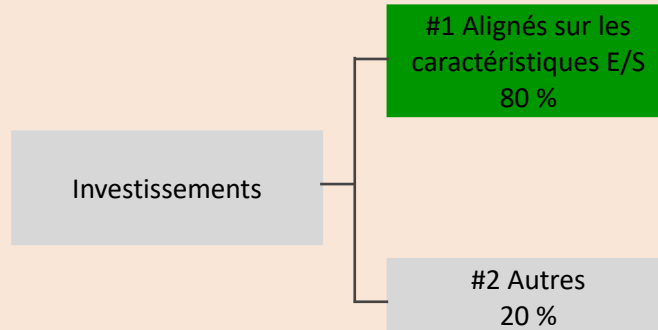 #1 Alignés sur les
caractéristiques E/S
80 %
Investissements
#2 Autres
20 %